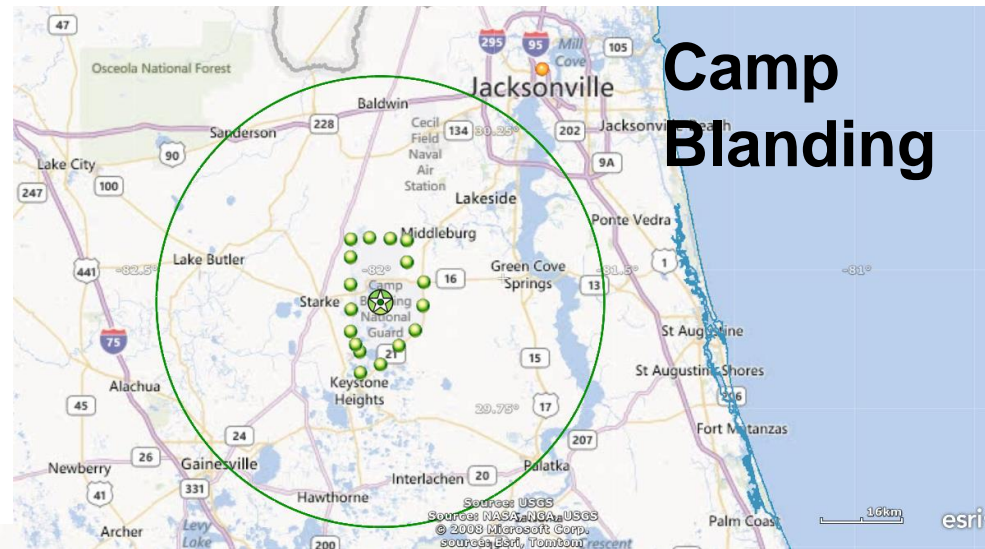 Camp
Blanding
47
295
95
Mill
Cove
105
Osceola National Forest
Jacksonville
Baldwin
228
Sanderson
Cecil
Field
Naval
Air
Station
134
30.25°
202
Jacksonville Beach
90
9A
Lake City
100
247
Lakeside
Ponte Vedra
Middleburg
1
Lake Butler
441
-82.5°
-82°
16
Green Cove
Springs
-81.5°
-81°
13
Starke
Camp
Blanding
National
Guard
21
75
St Augustine
15
St Augustine Shores
Alachua
Keystone
Heights
206
45
29.75°
17
Fort Matanzas
24
207
26
Newberry
Gainesville
Palatka
41
331
Interlachen
20
Hawthorne
Source: USGS
Source: NASA, NGA, USGS
© 2008 Microsoft Corp.
sources: Esri, Tomtom
Crescent
Archer
Levy
Lake
200
Palm Coast
16km
esri